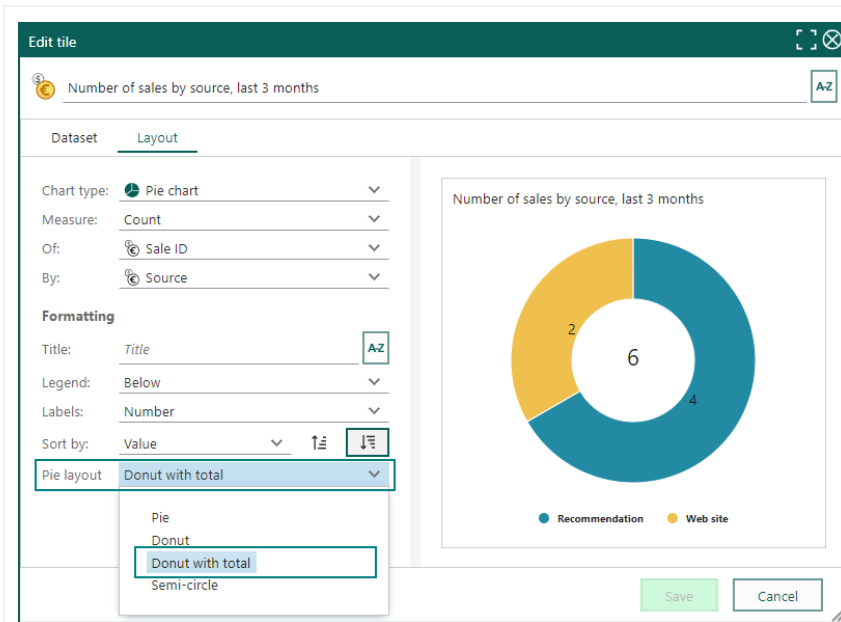 Edit tile
Number of sales by source, last 3 months
A-Z
Dataset Layout
Chart type: Pie chart
Measure: Count
Of: Sale ID
By: Source
Formatting
Title: Title A-Z
Legend: Below
Labels: Number
Sort by: Value
Pie layout Donut with total
Pie
Donut
Donut with total
Semi-circle
Number of sales by source, last 3 months
2
6
4
Recommendation Web site
Save Cancel